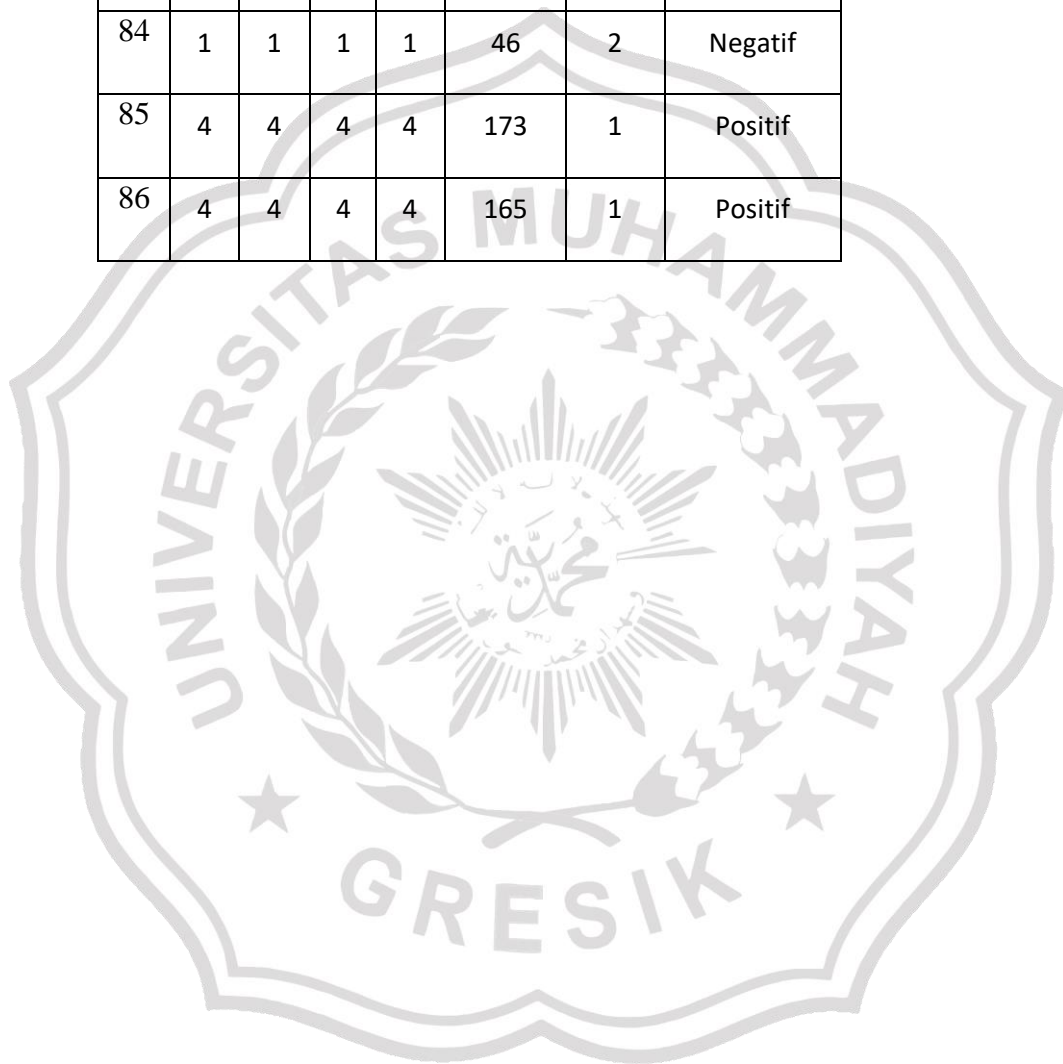 84 1 1 1 1 46 2 Negatif
85 4 4 4 4 173 1 Positif
86 4 4 4 4 165 1 Positif
UNIVERSITAS MUHAMMADIYAH
GRESIK